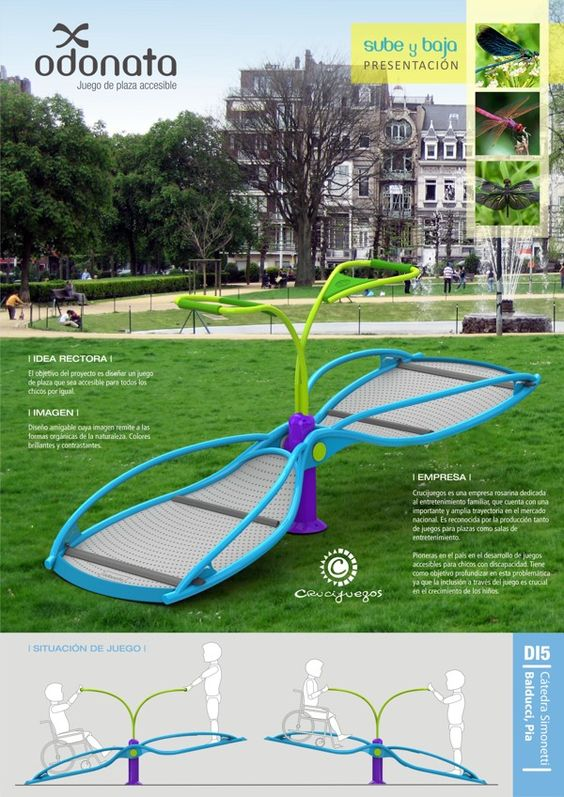 odonata
Juego de plaza accesible
sube y baja
PRESENTACIÓN
| IDEA RECTORA |
El objetivo del proyecto es diseñar un juego
de plaza que sea accesible para todos los
chicos por igual.
| IMAGEN |
Diseño amigable cuya imagen remite a las
formas orgánicas de la naturaleza. Colores
brillantes y contrastantes.
| EMPRESA |
Crucijuegos es una empresa rosarina dedicada
al entretenimiento familiar, que cuenta con una
importante y amplia trayectoria en el mercado
nacional. Es reconocida por la producción tanto
de juegos para plazas como salas de
entretenimiento.
Pioneras en el país en el desarrollo de juegos
accesibles para chicos con discapacidad. Tiene
como objetivo profundizar en esta problemática
ya que la inclusión a través del juego es crucial
en el crecimiento de los niños.
crucijuegos
| SITUACIÓN DE JUEGO |
DI5
Cátedra Simonetti
Balducci, Pia